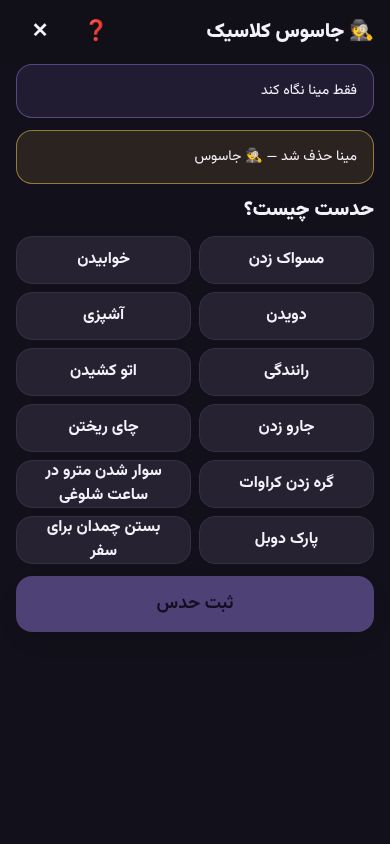 🕵️ جاسوس کلاسیک ❓ ✕
فقط مینا نگاه کند
مینا حذف شد — 🕵️ جاسوس
حدست چیست؟
مسواک زدن
خوابیدن
دویدن
آشپزی
رانندگی
اتو کشیدن
جارو زدن
چای ریختن
گره زدن کراوات
سوار شدن مترو در
ساعت شلوغی
پارک دوبل
بستن چمدان برای
سفر
ثبت حدس